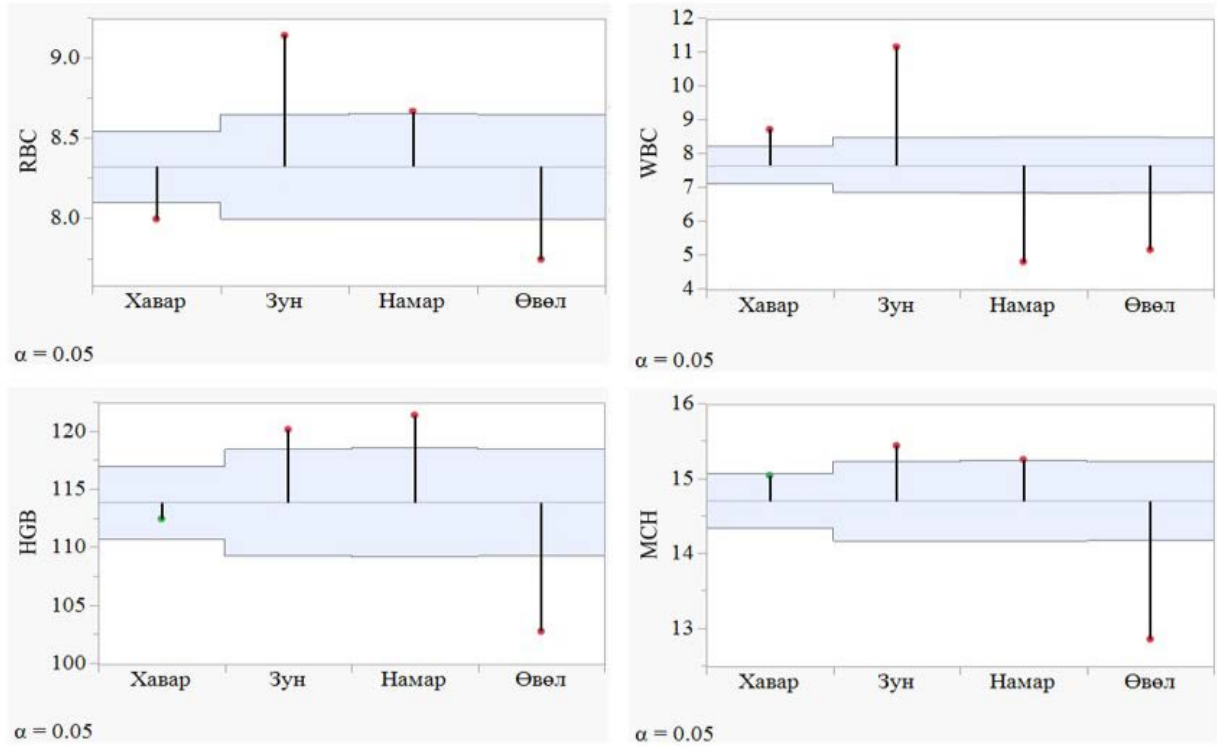 RBC
9.0
8.5
8.0
Хавар Зун Намар Өвөл
α = 0.05
WBC
12
11
10
9
8
7
6
5
4
Хавар Зун Намар Өвөл
α = 0.05
HGB
120
115
110
105
100
Хавар Зун Намар Өвөл
α = 0.05
MCH
16
15
14
13
Хавар Зун Намар Өвөл
α = 0.05